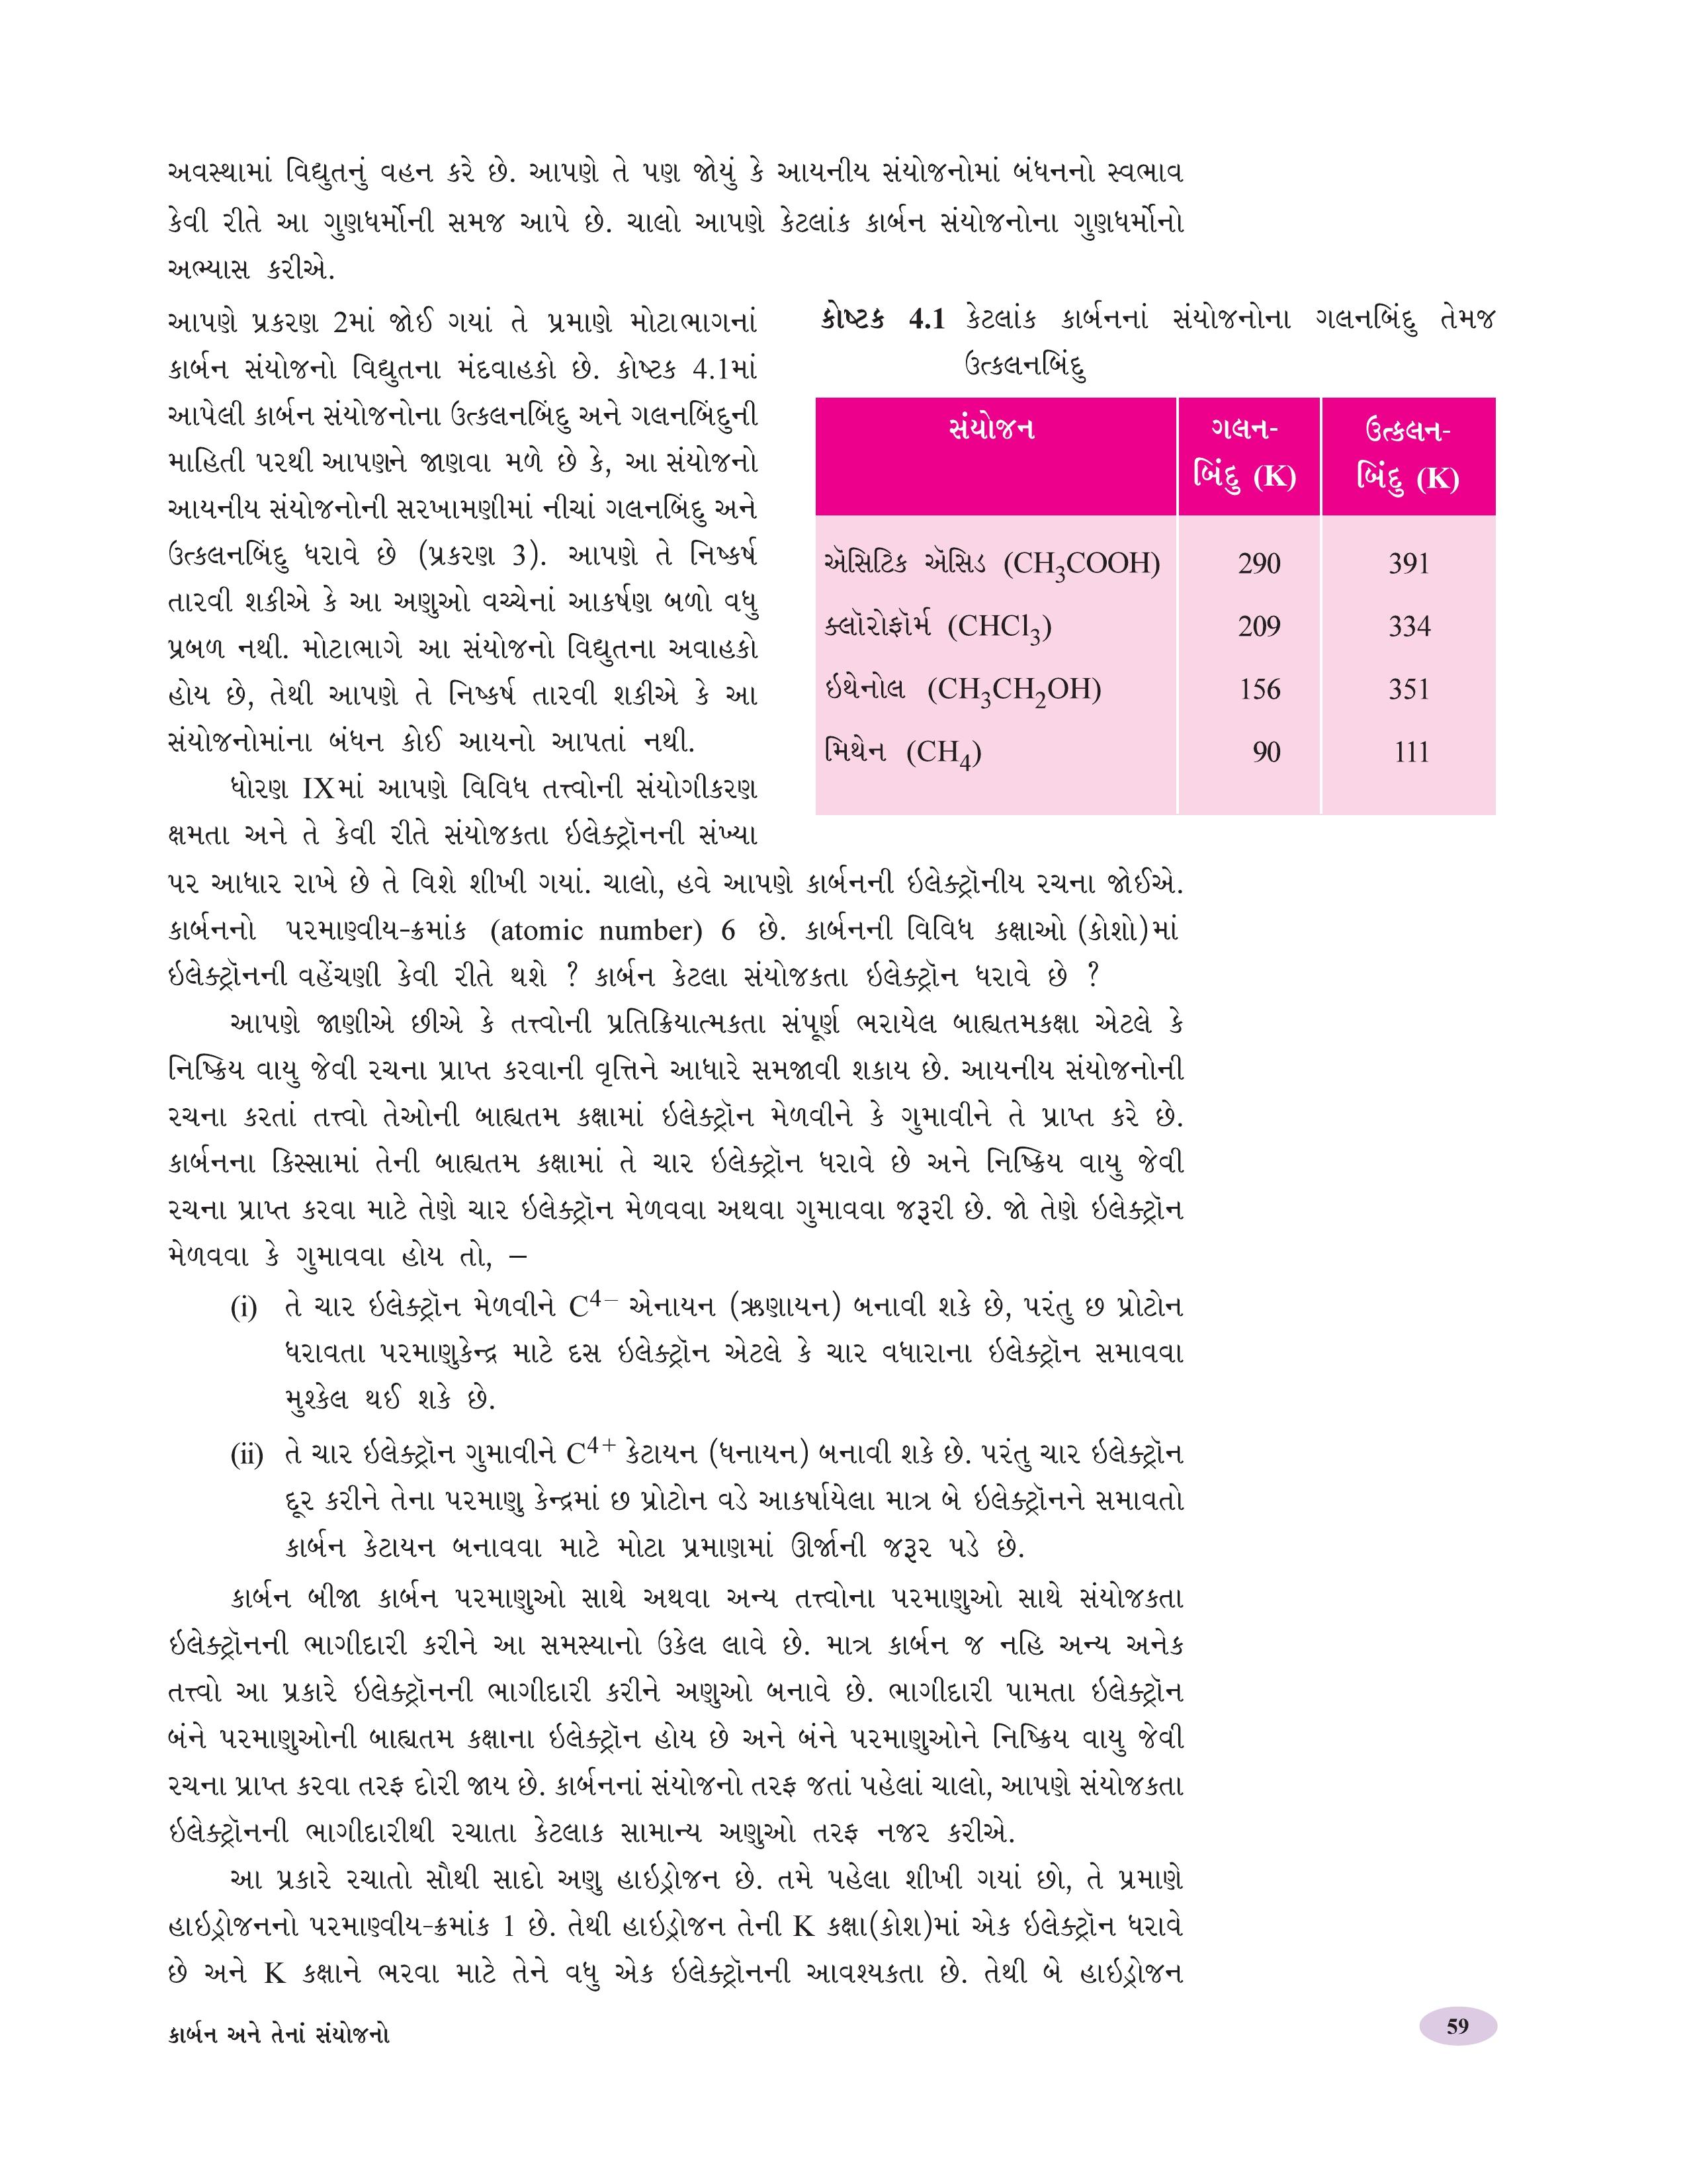 અવસ્થામાં વિદ્યુતનું વહન કરે છે. આપણે તે પણ જોયું કે આયનીય સંયોજનોમાં બંધનનો સ્વભાવ
કેવી રીતે આ ગુણધર્મોની સમજ આપે છે. ચાલો આપણે કેટલાંક કાર્બન સંયોજનોના ગુણધર્મોનો
અભ્યાસ કરીએ.
આપણે પ્રકરણ 2માં જોઈ ગયાં તે પ્રમાણે મોટાભાગનાં
કાર્બન સંયોજનો વિદ્યુતના મંદવાહકો છે. કોષ્ટક 4.1માં
આપેલી કાર્બન સંયોજનોના ઉત્કલનબિંદુ અને ગલનબિંદુની
માહિતી પરથી આપણને જાણવા મળે છે કે, આ સંયોજનો
આયનીય સંયોજનોની સરખામણીમાં નીચાં ગલનબિંદુ અને
ઉત્કલનબિંદુ ધરાવે છે (પ્રકરણ 3). આપણે તે નિષ્કર્ષ
તારવી શકીએ કે આ અણુઓ વચ્ચેનાં આકર્ષણ બળો વધુ
પ્રબળ નથી. મોટાભાગે આ સંયોજનો વિદ્યુતના અવાહકો
હોય છે, તેથી આપણે તે નિષ્કર્ષ તારવી શકીએ કે આ
સંયોજનોમાંના બંધન કોઈ આયનો આપતાં નથી.
ધોરણ IXમાં આપણે વિવિધ તત્ત્વોની સંયોગીકરણ
ક્ષમતા અને તે કેવી રીતે સંયોજકતા ઇલેક્ટ્રૉનની સંખ્યા
કોષ્ટક 4.1 કેટલાંક કાર્બનનાં સંયોજનોના ગલનબિંદુ તેમજ
ઉત્કલનબિંદુ
સંયોજન ગલન- ઉત્કલન-
બિંદુ (K) બિંદુ (K)
ઍસિટિક ઍસિડ (CH₃COOH) 290 391
ક્લૉરોફૉર્મ (CHCl₃) 209 334
ઇથેનોલ (CH₃CH₂OH) 156 351
મિથેન (CH₄) 90 111
પર આધાર રાખે છે તે વિશે શીખી ગયાં. ચાલો, હવે આપણે કાર્બનની ઇલેક્ટ્રૉનીય રચના જોઈએ.
કાર્બનનો પરમાણ્વીય-ક્રમાંક (atomic number) 6 છે. કાર્બનની વિવિધ કક્ષાઓ (કોશો)માં
ઇલેક્ટ્રૉનની વહેંચણી કેવી રીતે થશે ? કાર્બન કેટલા સંયોજકતા ઇલેક્ટ્રૉન ધરાવે છે ?
આપણે જાણીએ છીએ કે તત્ત્વોની પ્રતિક્રિયાત્મકતા સંપૂર્ણ ભરાયેલ બાહ્યતમકક્ષા એટલે કે
નિષ્ક્રિય વાયુ જેવી રચના પ્રાપ્ત કરવાની વૃત્તિને આધારે સમજાવી શકાય છે. આયનીય સંયોજનોની
રચના કરતાં તત્ત્વો તેઓની બાહ્યતમ કક્ષામાં ઇલેક્ટ્રૉન મેળવીને કે ગુમાવીને તે પ્રાપ્ત કરે છે.
કાર્બનના કિસ્સામાં તેની બાહ્યતમ કક્ષામાં તે ચાર ઇલેક્ટ્રૉન ધરાવે છે અને નિષ્ક્રિય વાયુ જેવી
રચના પ્રાપ્ત કરવા માટે તેણે ચાર ઇલેક્ટ્રૉન મેળવવા અથવા ગુમાવવા જરૂરી છે. જો તેણે ઇલેક્ટ્રૉન
મેળવવા કે ગુમાવવા હોય તો, –
(i) તે ચાર ઇલેક્ટ્રૉન મેળવીને C⁴⁻ એનાયન (ઋણાયન) બનાવી શકે છે, પરંતુ છ પ્રોટોન
ધરાવતા પરમાણુકેન્દ્ર માટે દસ ઇલેક્ટ્રૉન એટલે કે ચાર વધારાના ઇલેક્ટ્રૉન સમાવવા
મુશ્કેલ થઈ શકે છે.
(ii) તે ચાર ઇલેક્ટ્રૉન ગુમાવીને C⁴⁺ કેટાયન (ધનાયન) બનાવી શકે છે. પરંતુ ચાર ઇલેક્ટ્રૉન
દૂર કરીને તેના પરમાણુ કેન્દ્રમાં છ પ્રોટોન વડે આકર્ષાયેલા માત્ર બે ઇલેક્ટ્રૉનને સમાવતો
કાર્બન કેટાયન બનાવવા માટે મોટા પ્રમાણમાં ઊર્જાની જરૂર પડે છે.
કાર્બન બીજા કાર્બન પરમાણુઓ સાથે અથવા અન્ય તત્ત્વોના પરમાણુઓ સાથે સંયોજકતા
ઇલેક્ટ્રૉનની ભાગીદારી કરીને આ સમસ્યાનો ઉકેલ લાવે છે. માત્ર કાર્બન જ નહિ અન્ય અનેક
તત્ત્વો આ પ્રકારે ઇલેક્ટ્રૉનની ભાગીદારી કરીને અણુઓ બનાવે છે. ભાગીદારી પામતા ઇલેક્ટ્રૉન
બંને પરમાણુઓની બાહ્યતમ કક્ષાના ઇલેક્ટ્રૉન હોય છે અને બંને પરમાણુઓને નિષ્ક્રિય વાયુ જેવી
રચના પ્રાપ્ત કરવા તરફ દોરી જાય છે. કાર્બનનાં સંયોજનો તરફ જતાં પહેલાં ચાલો, આપણે સંયોજકતા
ઇલેક્ટ્રૉનની ભાગીદારીથી રચાતા કેટલાક સામાન્ય અણુઓ તરફ નજર કરીએ.
આ પ્રકારે રચાતો સૌથી સાદો અણુ હાઇડ્રોજન છે. તમે પહેલા શીખી ગયાં છો, તે પ્રમાણે
હાઇડ્રોજનનો પરમાણ્વીય-ક્રમાંક 1 છે. તેથી હાઇડ્રોજન તેની K કક્ષા(કોશ)માં એક ઇલેક્ટ્રૉન ધરાવે
છે અને K કક્ષાને ભરવા માટે તેને વધુ એક ઇલેક્ટ્રૉનની આવશ્યકતા છે. તેથી બે હાઇડ્રોજન
કાર્બન અને તેનાં સંયોજનો 59